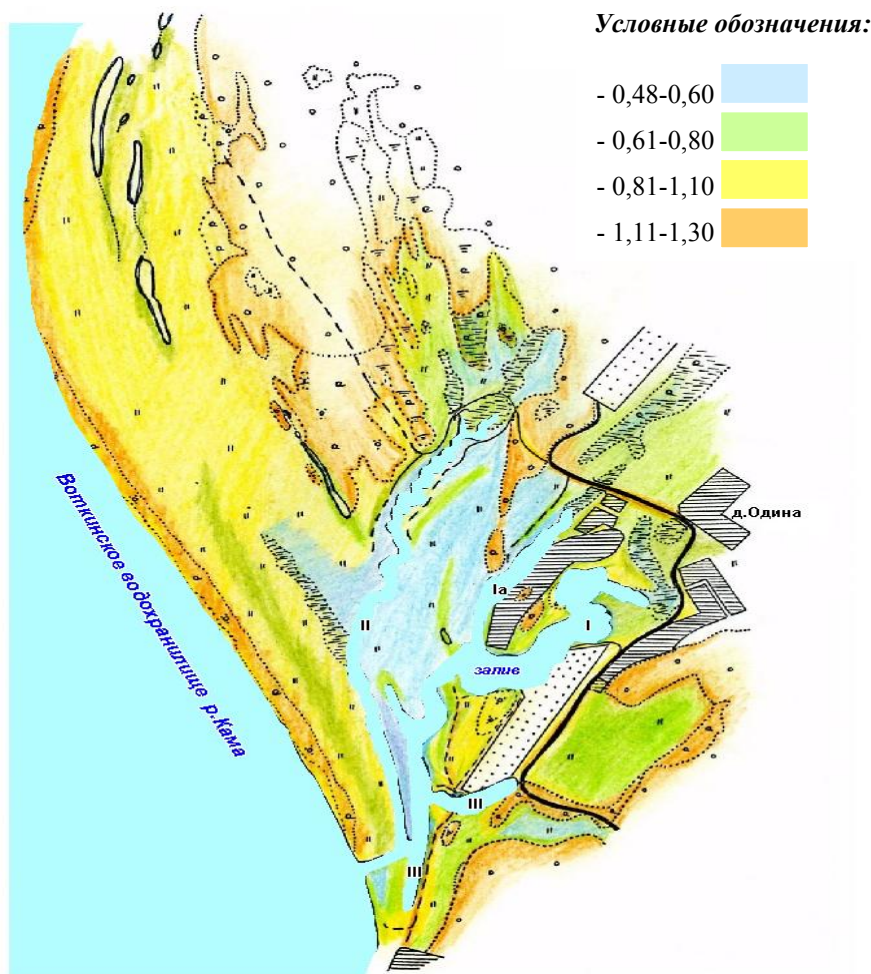 Условные обозначения:
- 0,48-0,60
- 0,61-0,80
- 0,81-1,10
- 1,11-1,30
д.Одина
Iа
I
II
залив
Воткинское водохранилище р.Кама
III
III